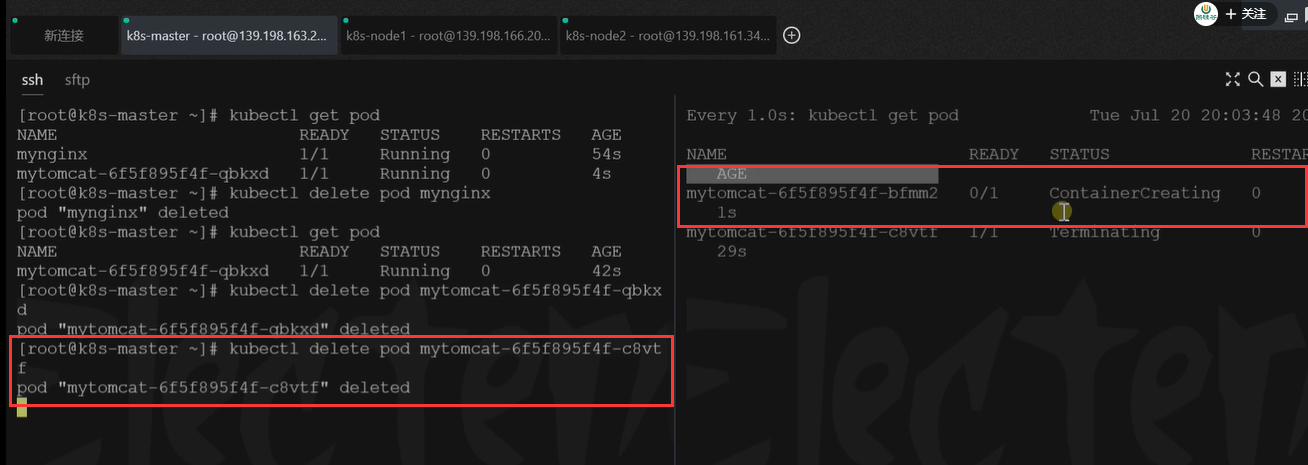 尚硅谷
+ 关注
新连接
k8s-master - root@139.198.163.2...
k8s-node1 - root@139.198.166.20...
k8s-node2 - root@139.198.161.34...
ssh
sftp
[root@k8s-master ~]# kubectl get pod
NAME READY STATUS RESTARTS AGE
mynginx 1/1 Running 0 54s
mytomcat-6f5f895f4f-qbkxd 1/1 Running 0 4s
[root@k8s-master ~]# kubectl delete pod mynginx
pod "mynginx" deleted
[root@k8s-master ~]# kubectl get pod
NAME READY STATUS RESTARTS AGE
mytomcat-6f5f895f4f-qbkxd 1/1 Running 0 42s
[root@k8s-master ~]# kubectl delete pod mytomcat-6f5f895f4f-qbkx
d
pod "mytomcat-6f5f895f4f-qbkxd" deleted
[root@k8s-master ~]# kubectl delete pod mytomcat-6f5f895f4f-c8vt
f
pod "mytomcat-6f5f895f4f-c8vtf" deleted
Every 1.0s: kubectl get pod Tue Jul 20 20:03:48 20
NAME READY STATUS RESTAR
AGE
mytomcat-6f5f895f4f-bfmm2 0/1 ContainerCreating 0
1s
mytomcat-6f5f895f4f-c8vtf 1/1 Terminating 0
29s
Electerm